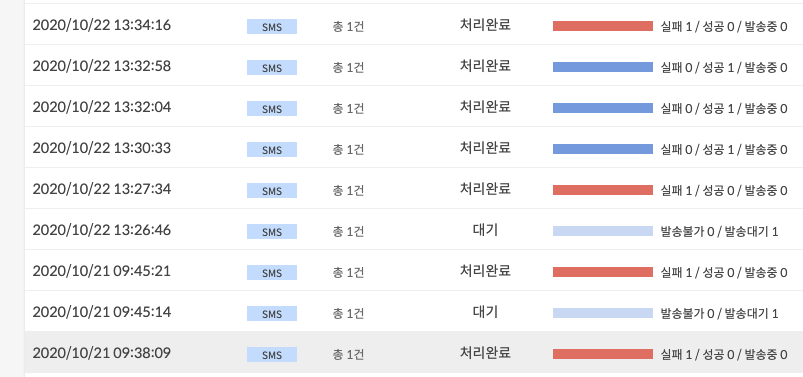 2020/10/22 13:34:16 SMS 총 1건 처리완료 실패 1 / 성공 0 / 발송중 0
2020/10/22 13:32:58 SMS 총 1건 처리완료 실패 0 / 성공 1 / 발송중 0
2020/10/22 13:32:04 SMS 총 1건 처리완료 실패 0 / 성공 1 / 발송중 0
2020/10/22 13:30:33 SMS 총 1건 처리완료 실패 0 / 성공 1 / 발송중 0
2020/10/22 13:27:34 SMS 총 1건 처리완료 실패 1 / 성공 0 / 발송중 0
2020/10/22 13:26:46 SMS 총 1건 대기 발송불가 0 / 발송대기 1
2020/10/21 09:45:21 SMS 총 1건 처리완료 실패 1 / 성공 0 / 발송중 0
2020/10/21 09:45:14 SMS 총 1건 대기 발송불가 0 / 발송대기 1
2020/10/21 09:38:09 SMS 총 1건 처리완료 실패 1 / 성공 0 / 발송중 0